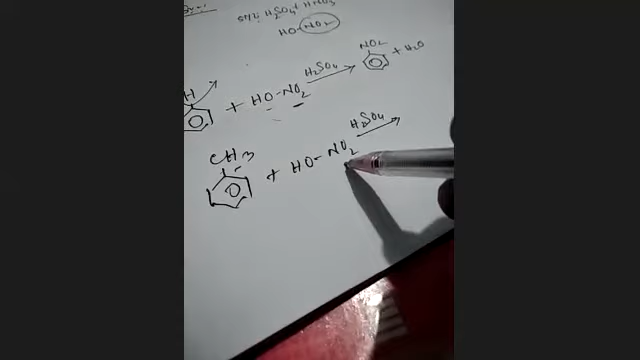 H₂SO₄ + HNO₃
HO-NO₂
NO₂
H + HO-NO₂ H₂SO₄ + H₂O
CH₃ + HO-NO₂ H₂SO₄